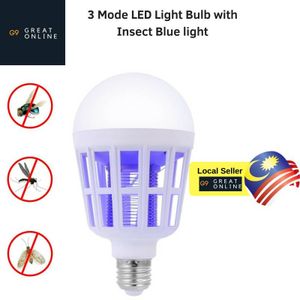 G9
GREAT
ONLINE
3 Mode LED Light Bulb with
Insect Blue light
Local Seller
G9
GREAT
ONLINE